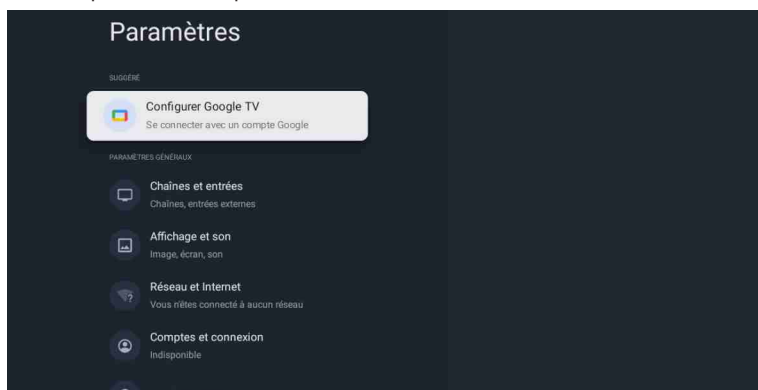 Paramètres
SUGGÉRÉ
Configurer Google TV
Se connecter avec un compte Google
PARAMÈTRES GÉNÉRAUX
Chaînes et entrées
Chaînes, entrées externes
Affichage et son
Image, écran, son
Réseau et Internet
Vous n'êtes connecté à aucun réseau
Comptes et connexion
Indisponible